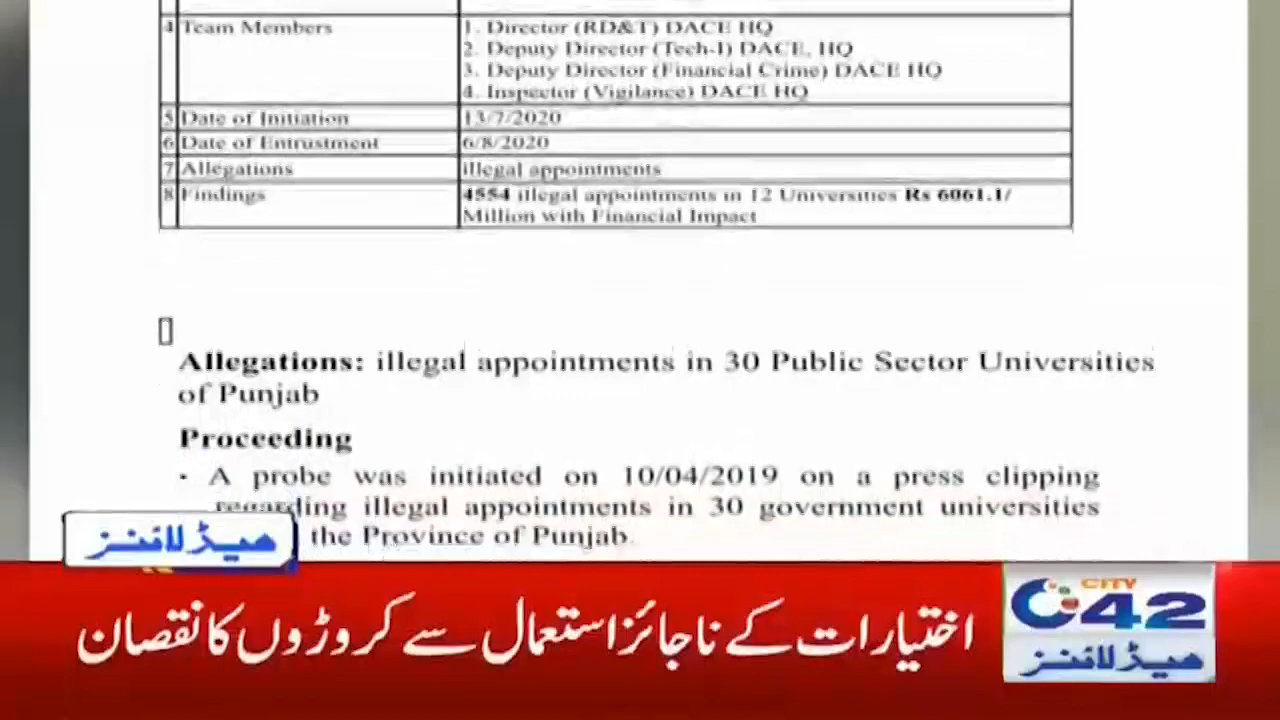 4 Team Members 1. Director (RD&T) DACE HQ
2. Deputy Director (Tech-I) DACE, HQ
3. Deputy Director (Financial Crime) DACE HQ
4. Inspector (Vigilance) DACE HQ
5 Date of Initiation 13/7/2020
6 Date of Entrustment 6/8/2020
7 Allegations illegal appointments
8 Findings 4554 illegal appointments in 12 Universities Rs 6061.1/
Million with Financial Impact
Allegations: illegal appointments in 30 Public Sector Universities
of Punjab
Proceeding
· A probe was initiated on 10/04/2019 on a press clipping
regarding illegal appointments in 30 government universities
the Province of Punjab.
ہیڈلائنز
اختیارات کے ناجائز استعمال سے کروڑوں کا نقصان
CITY
42
ہیڈلائنز